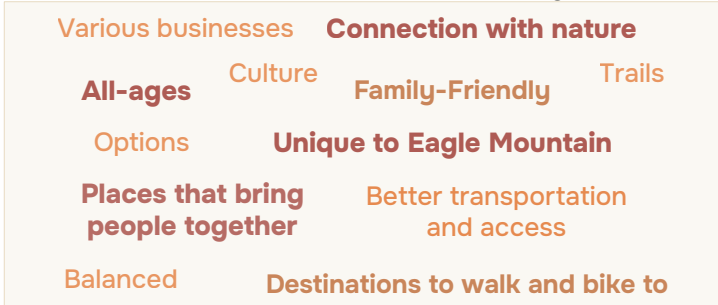 Various businesses
Connection with nature
Culture
Trails
All-ages
Family-Friendly
Options
Unique to Eagle Mountain
Places that bring
people together
Better transportation
and access
Balanced
Destinations to walk and bike to